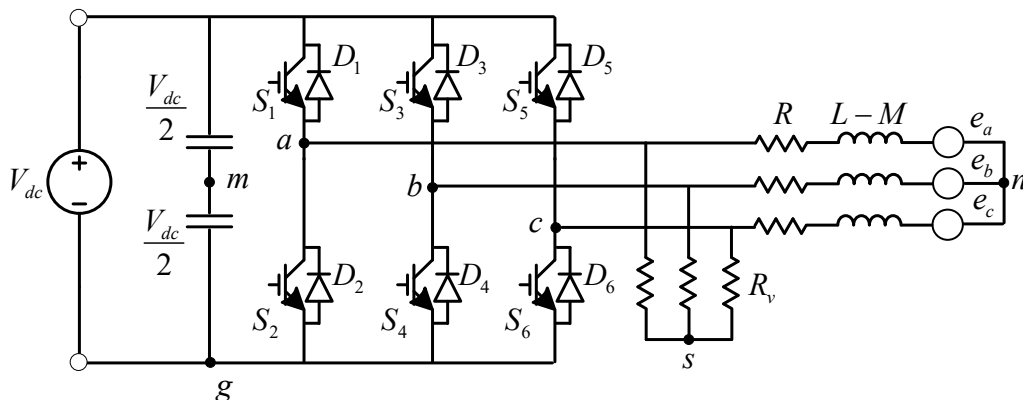 V_dc
+
−
V_dc/2
m
V_dc/2
g
S_1
D_1
S_3
D_3
S_5
D_5
a
b
c
S_2
D_2
S_4
D_4
S_6
D_6
R
L − M
e_a
e_b
e_c
n
R_v
s